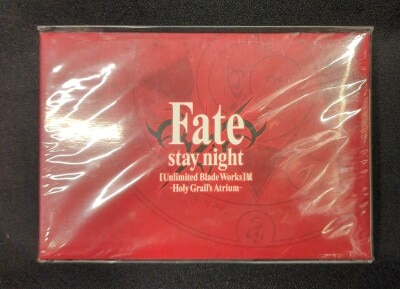 Fate
stay night
[Unlimited Blade Works]展
-Holy Grail's Atrium-